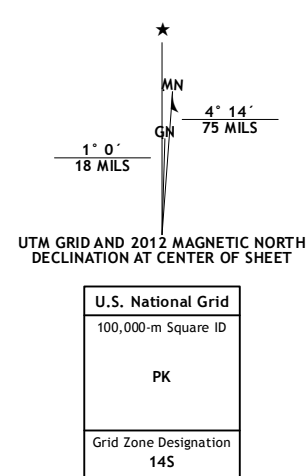 ★
MN
4° 14´
75 MILS
GN
1° 0´
18 MILS
UTM GRID AND 2012 MAGNETIC NORTH
DECLINATION AT CENTER OF SHEET
U.S. National Grid
100,000-m Square ID
PK
Grid Zone Designation
14S